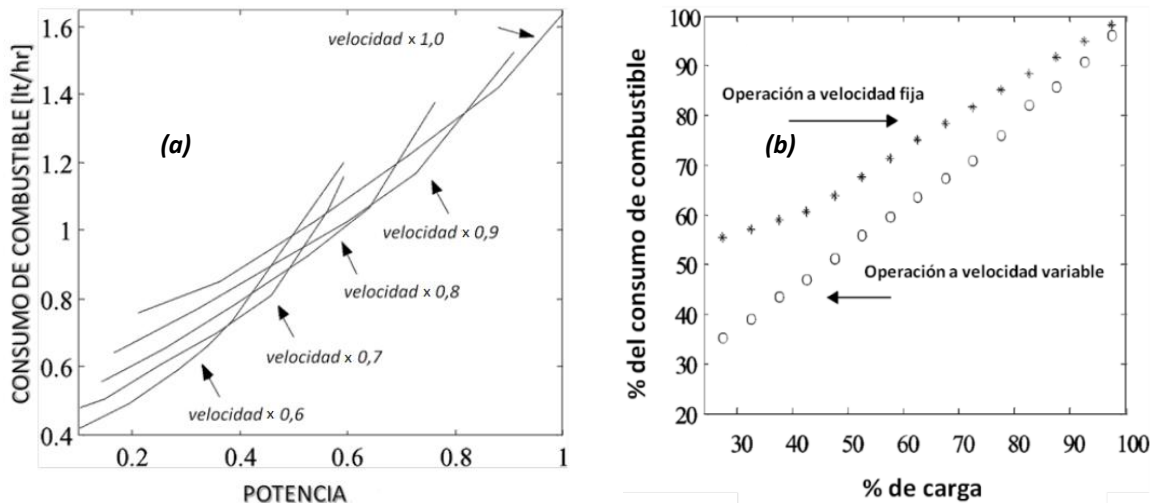 CONSUMO DE COMBUSTIBLE [lt/hr]
1.6
1.4
1.2
1
0.8
0.6
0.4
(a)
velocidad x 1,0
velocidad x 0,9
velocidad x 0,8
velocidad x 0,7
velocidad x 0,6
0.2
0.4
0.6
0.8
1
POTENCIA
% del consumo de combustible
100
90
80
70
60
50
40
30
20
Operación a velocidad fija
(b)
Operación a velocidad variable
30
40
50
60
70
80
90
100
% de carga